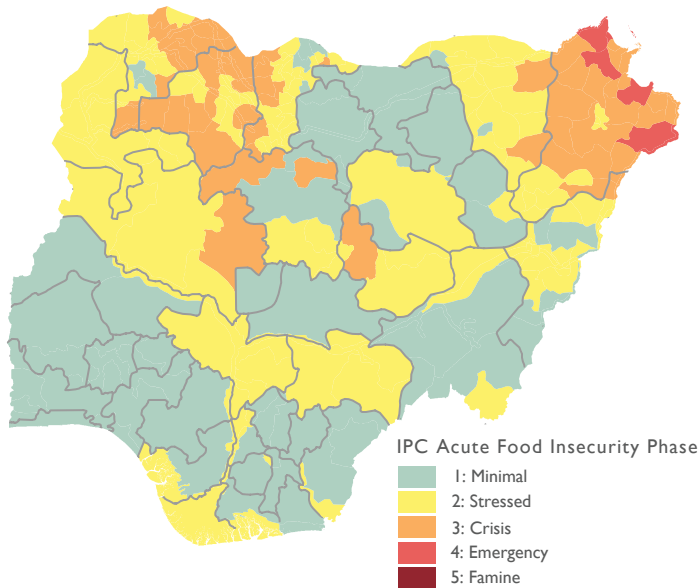 IPC Acute Food Insecurity Phase
1: Minimal
2: Stressed
3: Crisis
4: Emergency
5: Famine